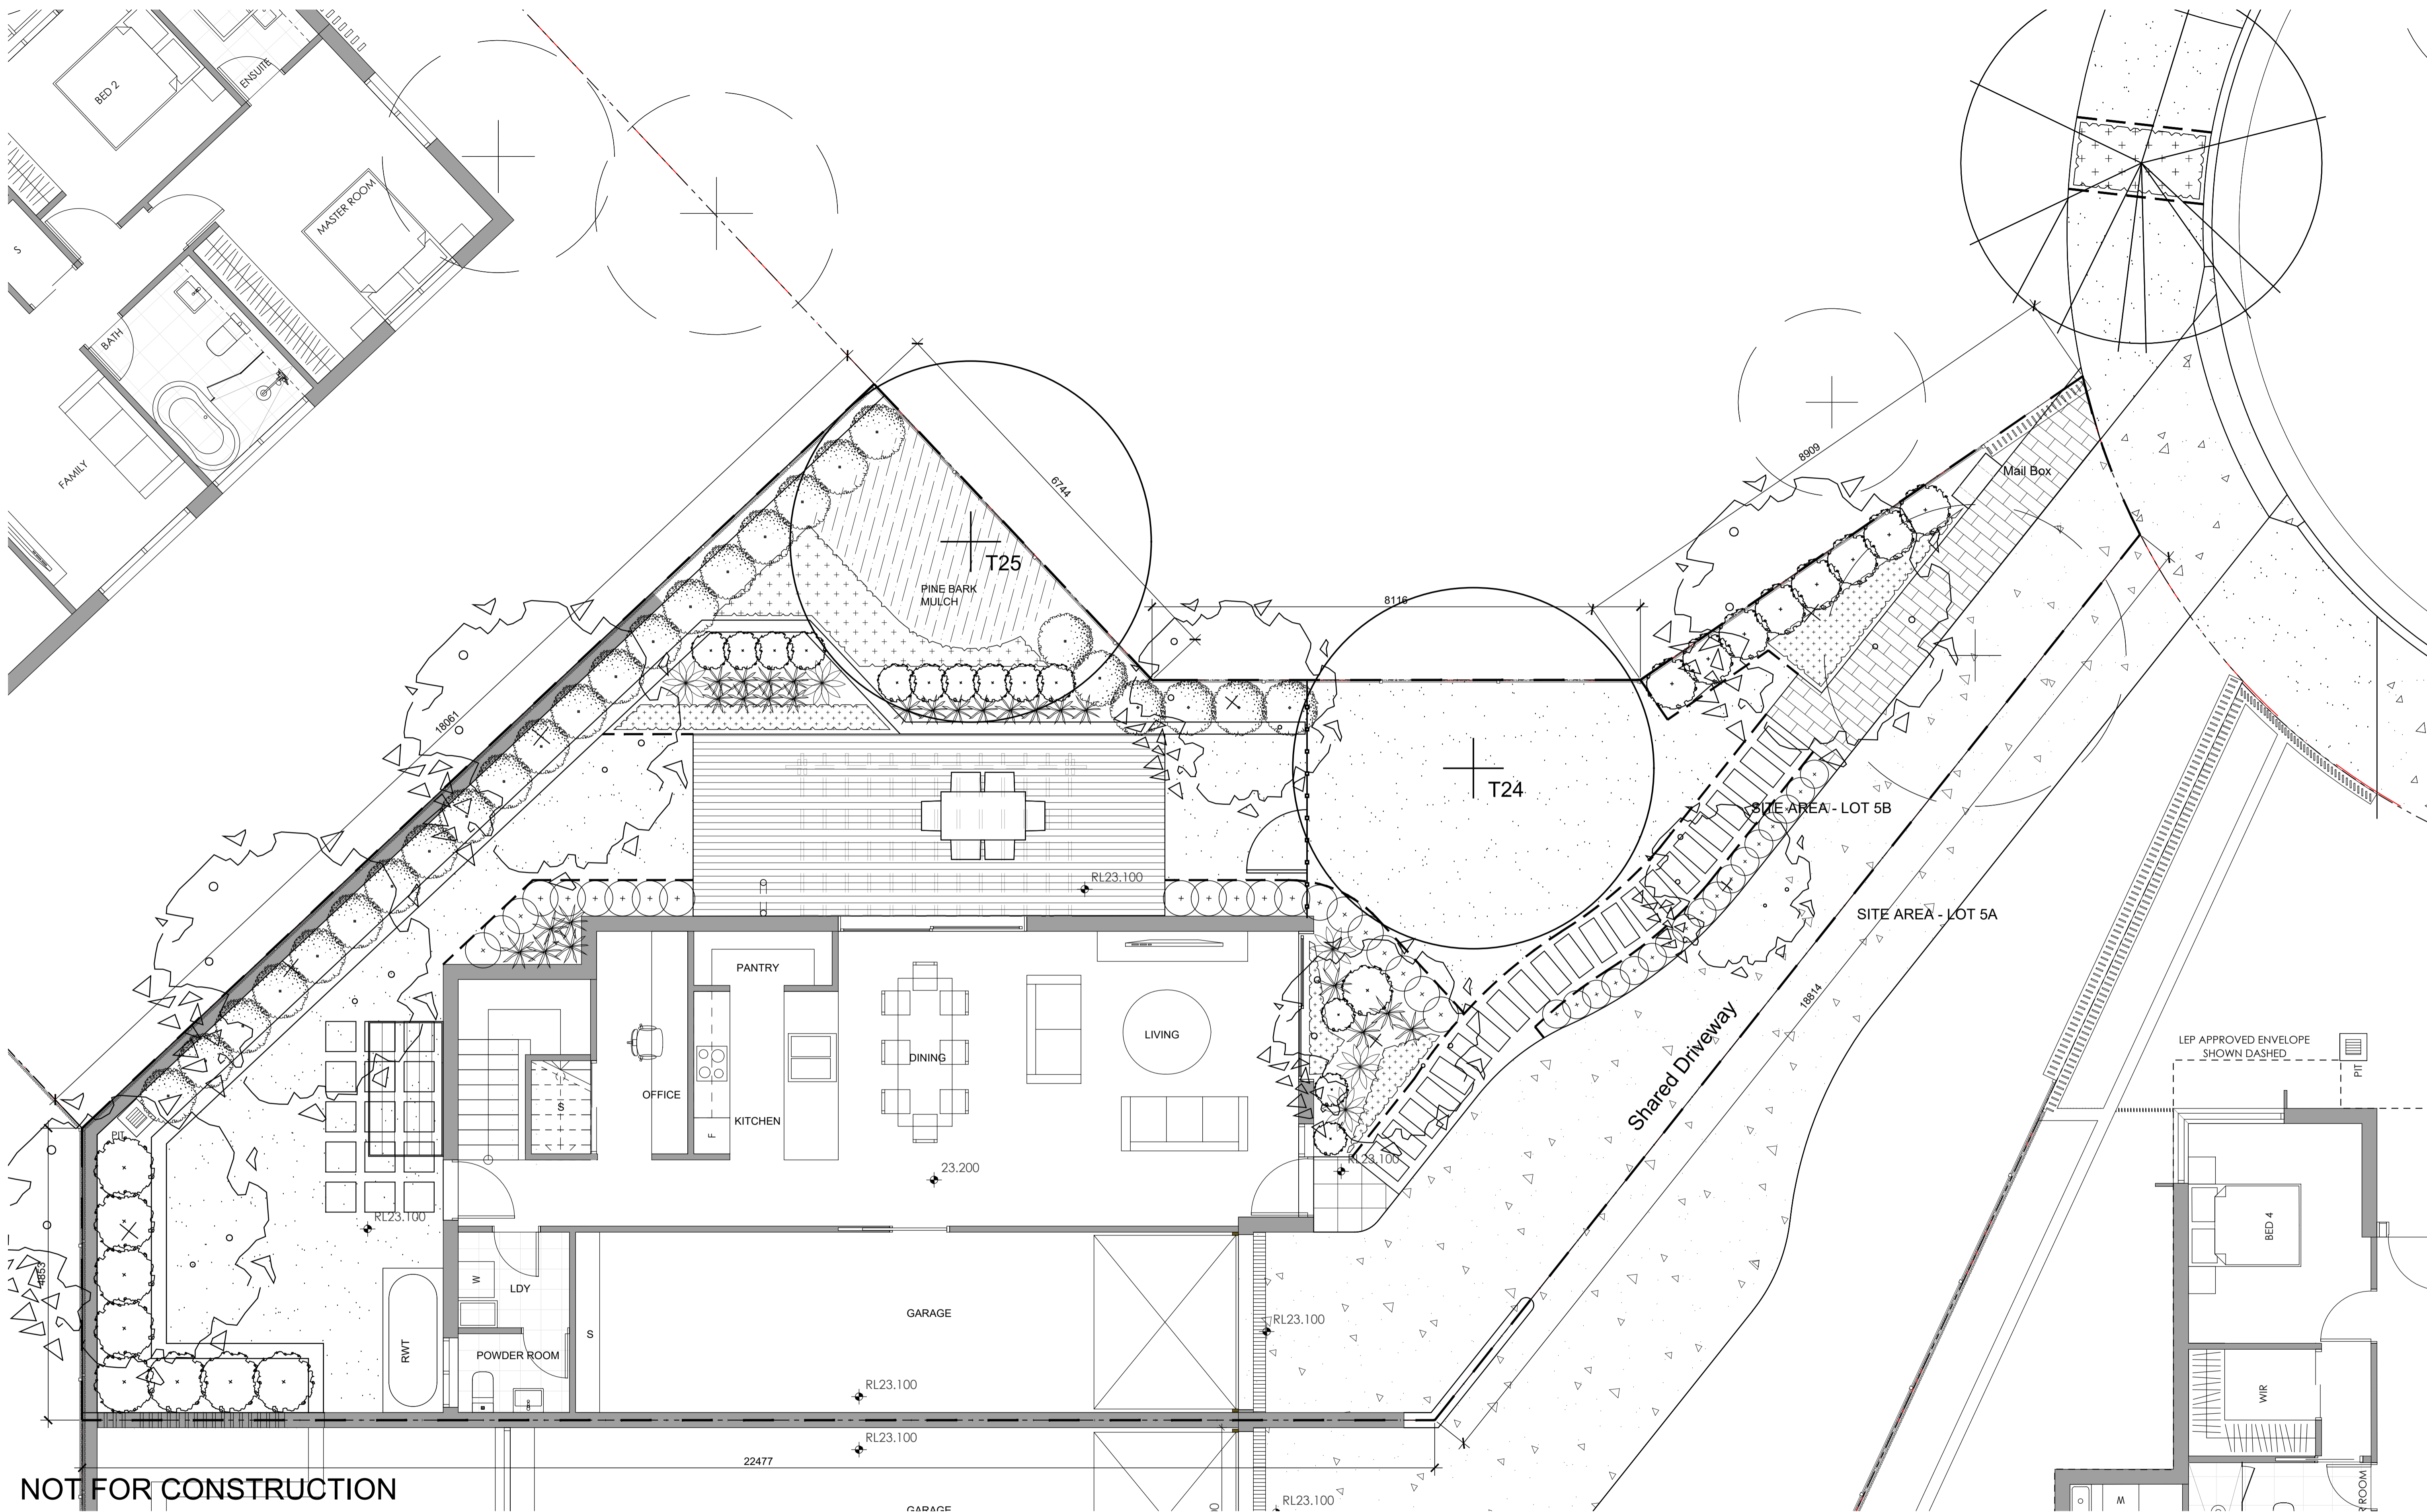 BED 2
ENSUITE
MASTER ROOM
S
BATH
FAMILY
6744
8909
Mail Box
T25
PINE BARK
MULCH
8116
18061
T24
SITE AREA - LOT 5B
RL23.100
SITE AREA - LOT 5A
PANTRY
18814
LIVING
DINING
Shared Driveway
LEP APPROVED ENVELOPE
SHOWN DASHED
PIT
OFFICE
S
KITCHEN
F
PIT
23.200
RL23.100
RL23.100
BED 4
4853
W
LDY
GARAGE
RL23.100
S
RWT
POWDER ROOM
RL23.100
WIR
RL23.100
22477
NOT FOR CONSTRUCTION
GARAGE
RL23.100
M
ROOM